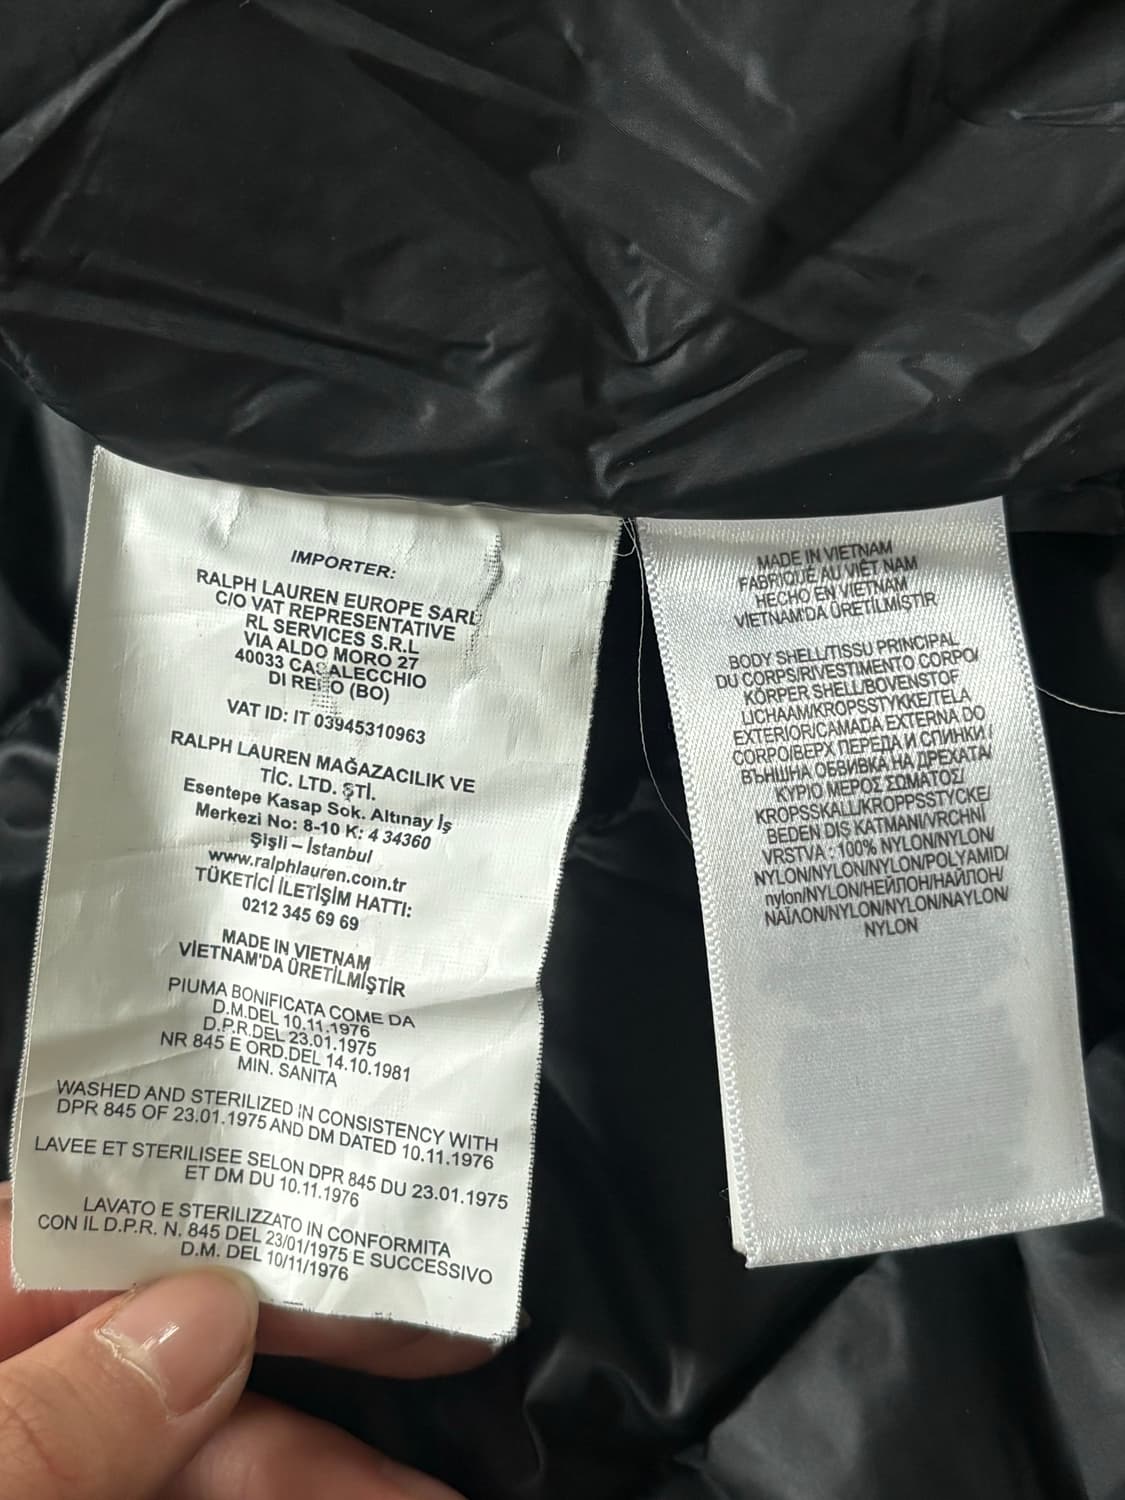 IMPORTER:
RALPH LAUREN EUROPE SARL
C/O VAT REPRESENTATIVE
RL SERVICES S.R.L
VIA ALDO MORO 27
40033 CASALECCHIO
DI RENO (BO)
VAT ID: IT 03945310963
RALPH LAUREN MAĞAZACILIK VE
TİC. LTD. ŞTİ.
Esentepe Kasap Sok. Altınay İş
Merkezi No: 8-10 K: 4 34360
Şişli – İstanbul
www.ralphlauren.com.tr
TÜKETİCİ İLETİŞİM HATTI:
0212 345 69 69
MADE IN VIETNAM
VİETNAM'DA ÜRETİLMİŞTİR
PIUMA BONIFICATA COME DA
D.M.DEL 10.11.1976
D.P.R.DEL 23.01.1975
NR 845 E ORD.DEL 14.10.1981
MIN. SANITA
WASHED AND STERILIZED IN CONSISTENCY WITH
DPR 845 OF 23.01.1975 AND DM DATED 10.11.1976
LAVEE ET STERILISEE SELON DPR 845 DU 23.01.1975
ET DM DU 10.11.1976
LAVATO E STERILIZZATO IN CONFORMITA
CON IL D.P.R. N. 845 DEL 23/01/1975 E SUCCESSIVO
D.M. DEL 10/11/1976
MADE IN VIETNAM
FABRIQUÉ AU VIÊT NAM
HECHO EN VIETNAM
VİETNAM'DA ÜRETİLMİŞTİR
BODY SHELL/TISSU PRINCIPAL
DU CORPS/RIVESTIMENTO CORPO/
KÖRPER SHELL/BOVENSTOF
LICHAAM/KROPSSTYKKE/TELA
EXTERIOR/CAMADA EXTERNA DO
CORPO/ВЕРХ ПЕРЕДА И СПИНКИ /
ВЪНШНА ОБВИВКА НА ДРЕХАТА/
ΚΥΡΙΟ ΜΕΡΟΣ ΣΩΜΑΤΟΣ/
KROPSSKALL/KROPPSSTYCKE/
BEDEN DIS KATMANI/VRCHNÍ
VRSTVA : 100% NYLON/NYLON/
NYLON/NYLON/NYLON/POLYAMID/
nylon/NYLON/НЕЙЛОН/НАЙЛОН/
ΝΑΪΛΟΝ/NYLON/NYLON/NAYLON/
NYLON